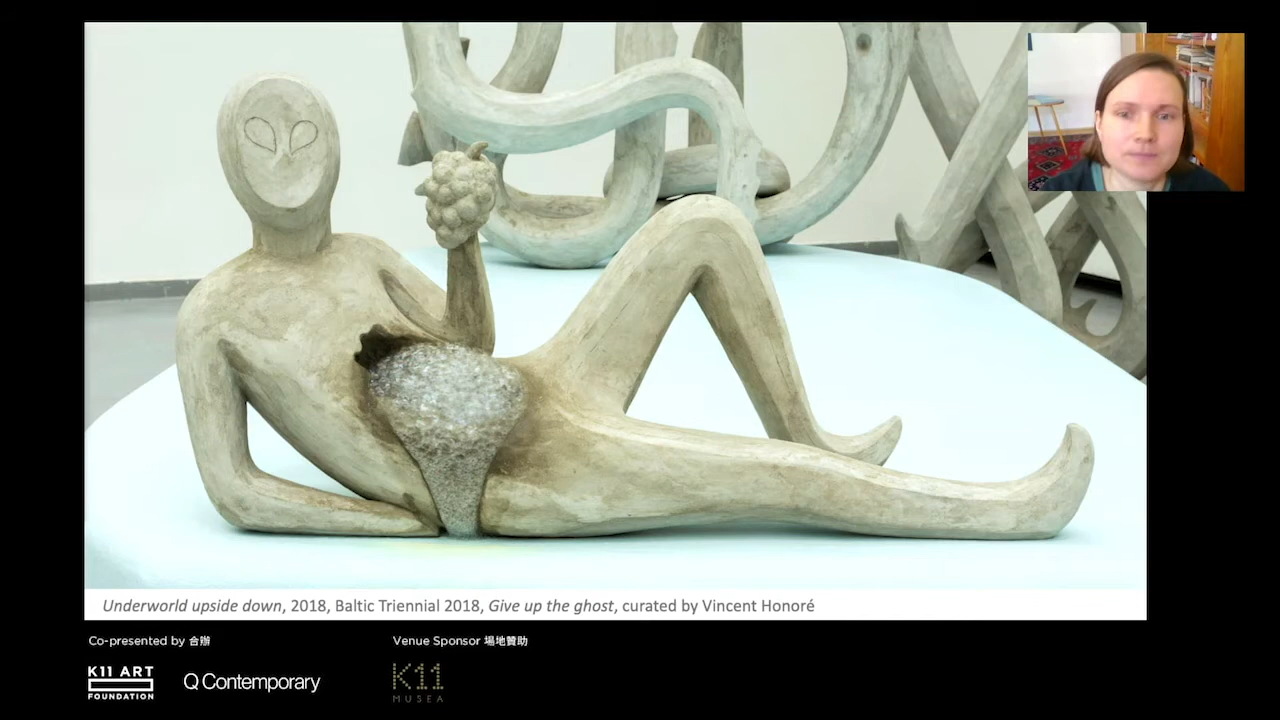 Underworld upside down, 2018, Baltic Triennial 2018, Give up the ghost, curated by Vincent Honoré
Co-presented by 合辦
Venue Sponsor 場地贊助
K11 ART
FOUNDATION
Q Contemporary
K11
MUSEA